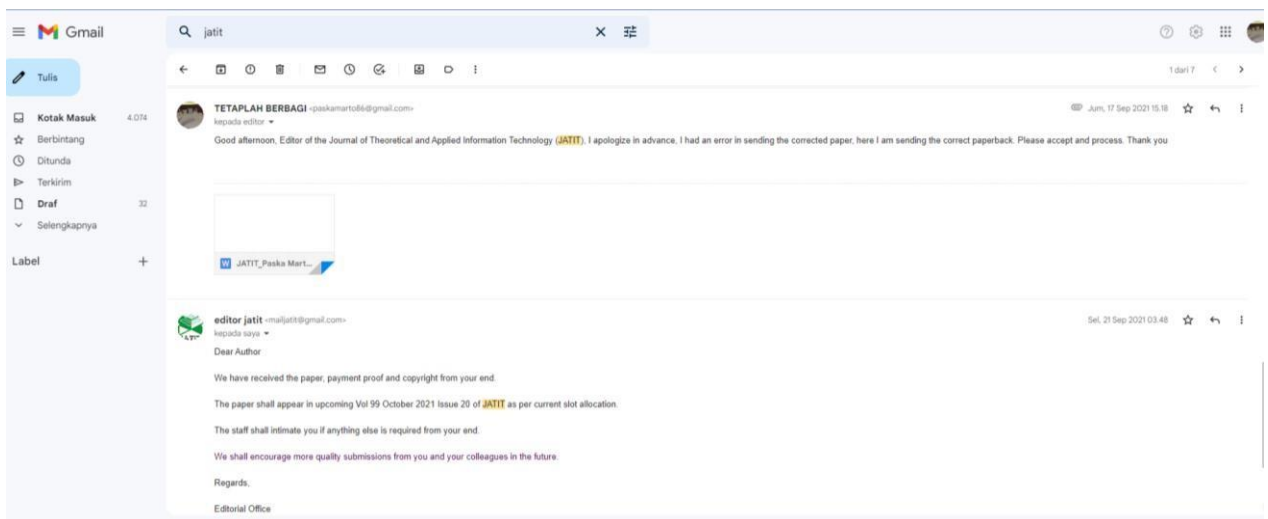 Gmail
jatit
Tulis
1 dari 7
Kotak Masuk 4.074
Berbintang
Ditunda
Terkirim
Draf 32
Selengkapnya
Label
TETAPLAH BERBAGI <paskamarto86@gmail.com>
Jum, 17 Sep 2021 15.18
kepada editor
Good afternoon, Editor of the Journal of Theoretical and Applied Information Technology (JATIT), I apologize in advance, I had an error in sending the corrected paper, here I am sending the correct paperback. Please accept and process. Thank you
W JATIT_Paska Mart...
editor jatit <mailjatit@gmail.com>
Sel, 21 Sep 2021 03.48
kepada saya
Dear Author
We have received the paper, payment proof and copyright from your end.
The paper shall appear in upcoming Vol 99 October 2021 Issue 20 of JATIT as per current slot allocation.
The staff shall intimate you if anything else is required from your end.
We shall encourage more quality submissions from you and your colleagues in the future.
Regards,
Editorial Office